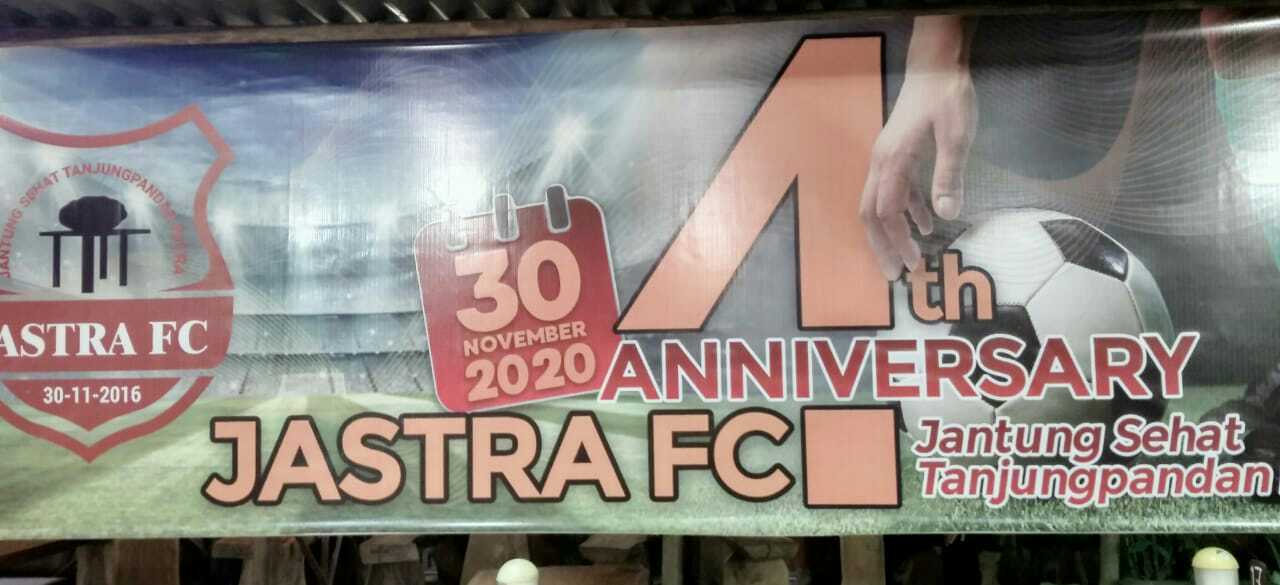 JANTUNG SEHAT TANJUNGPANDAN
ASTRA FC
30-11-2016
30
NOVEMBER
2020
4th
ANNIVERSARY
JASTRA FC
Jantung Sehat
Tanjungpandan